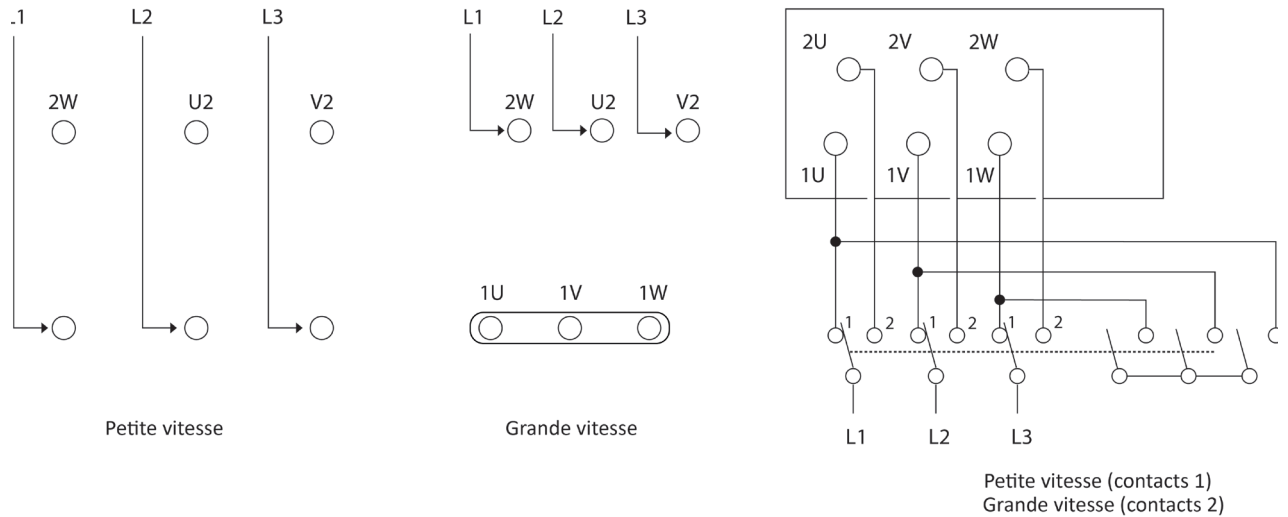 .1 L2 L3
2W U2 V2
Petite vitesse
L1 L2 L3
2W U2 V2
1U 1V 1W
Grande vitesse
2U 2V 2W
1U 1V 1W
1 2 1 2 1 2
L1 L2 L3
Petite vitesse (contacts 1)
Grande vitesse (contacts 2)